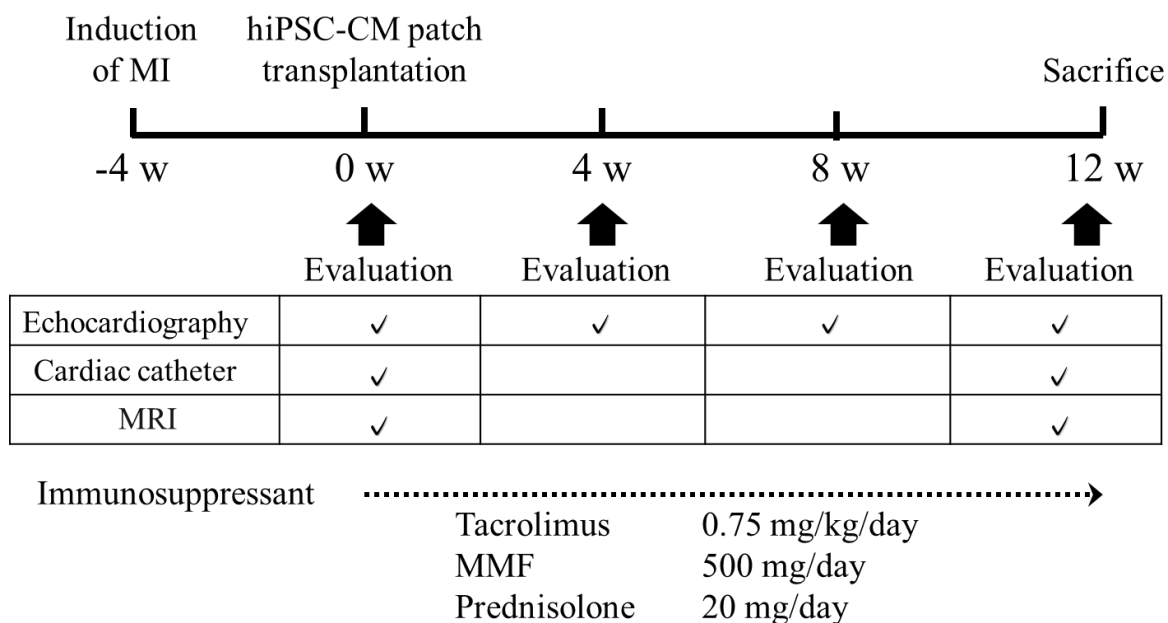 Induction of MI
hiPSC-CM patch transplantation
Sacrifice
-4 w 0 w 4 w 8 w 12 w
Evaluation Evaluation Evaluation Evaluation
Echocardiography ✓ ✓ ✓ ✓
Cardiac catheter ✓ ✓
MRI ✓ ✓
Immunosuppressant
Tacrolimus 0.75 mg/kg/day
MMF 500 mg/day
Prednisolone 20 mg/day